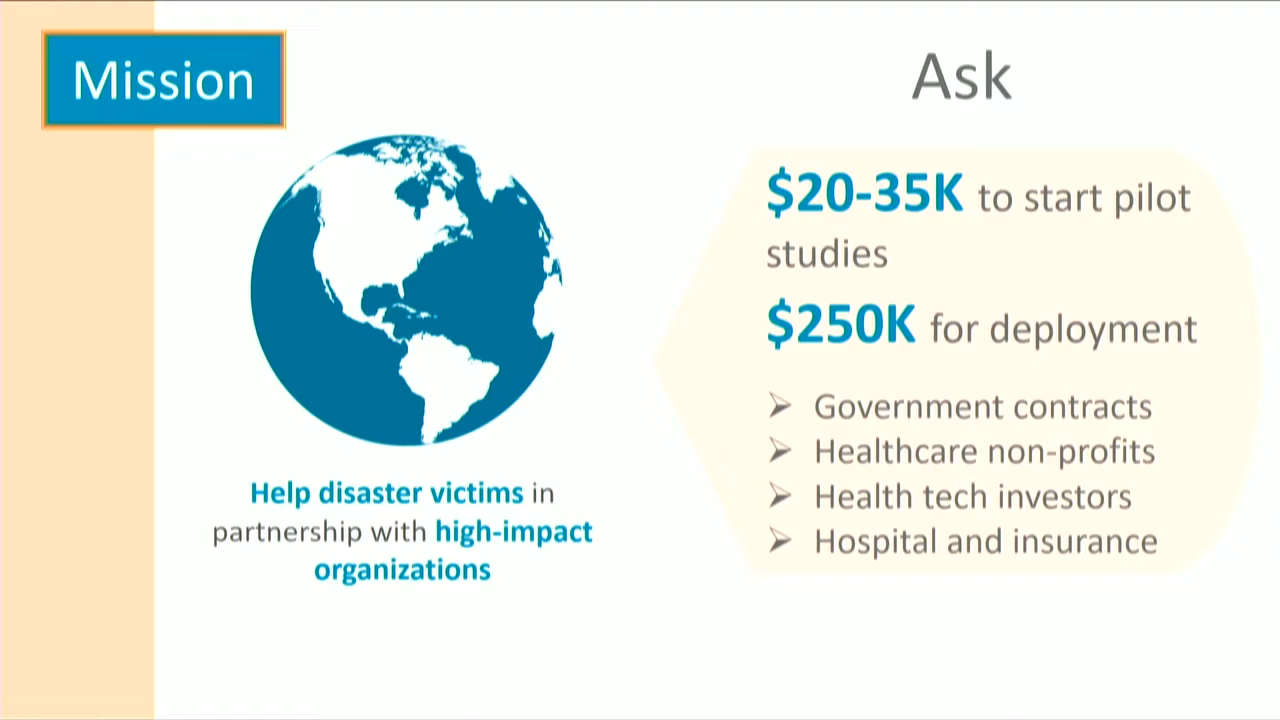 Mission
Ask
$20-35K to start pilot
studies
$250K for deployment
➢ Government contracts
➢ Healthcare non-profits
➢ Health tech investors
➢ Hospital and insurance
Help disaster victims in
partnership with high-impact
organizations